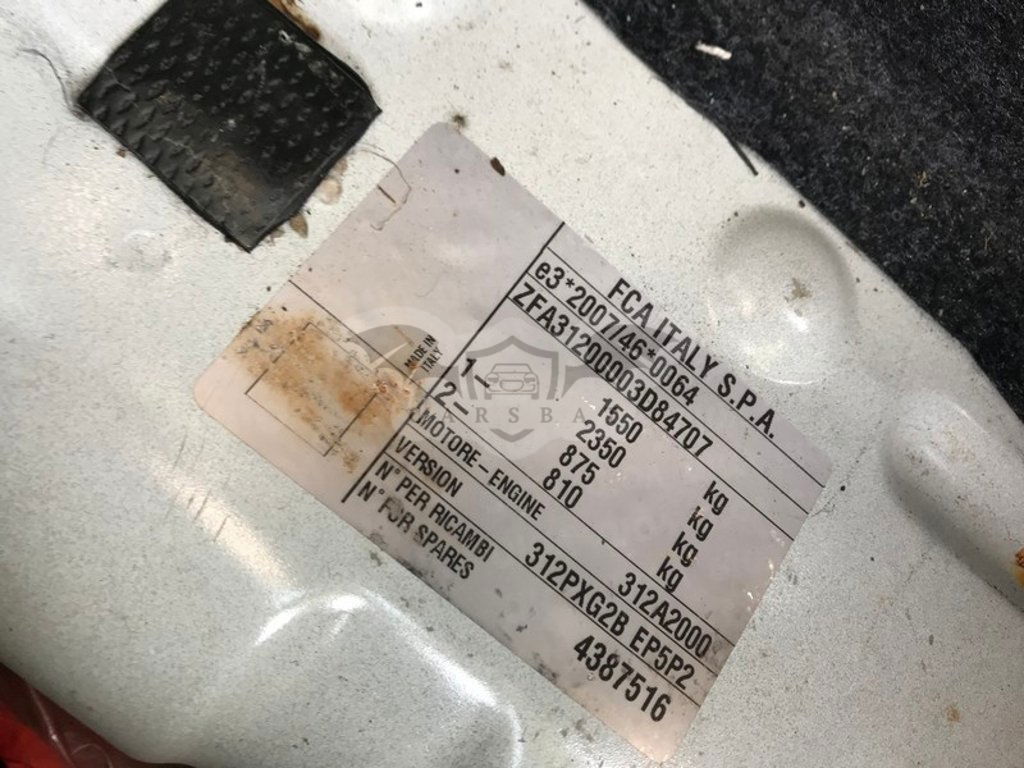 FCA ITALY S.P.A.
e3*2007/46*0064
ZFA31200003D84707
1550 kg
2350 kg
1- 875 kg
2- 810 kg
MOTORE-ENGINE 312A2000
VERSION 312PXG2B EP5P2
N° PER RICAMBI
N° FOR SPARES 4387516
MADE IN
ITALY
CARSBA